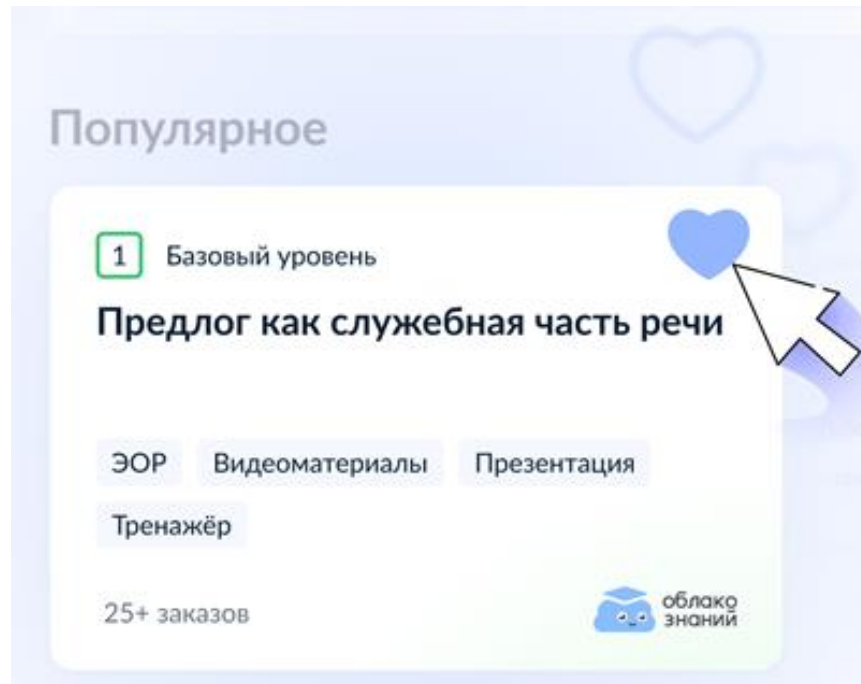 Популярное
1 Базовый уровень
Предлог как служебная часть речи
ЭОР Видеоматериалы Презентация
Тренажёр
25+ заказов
облако
знаний